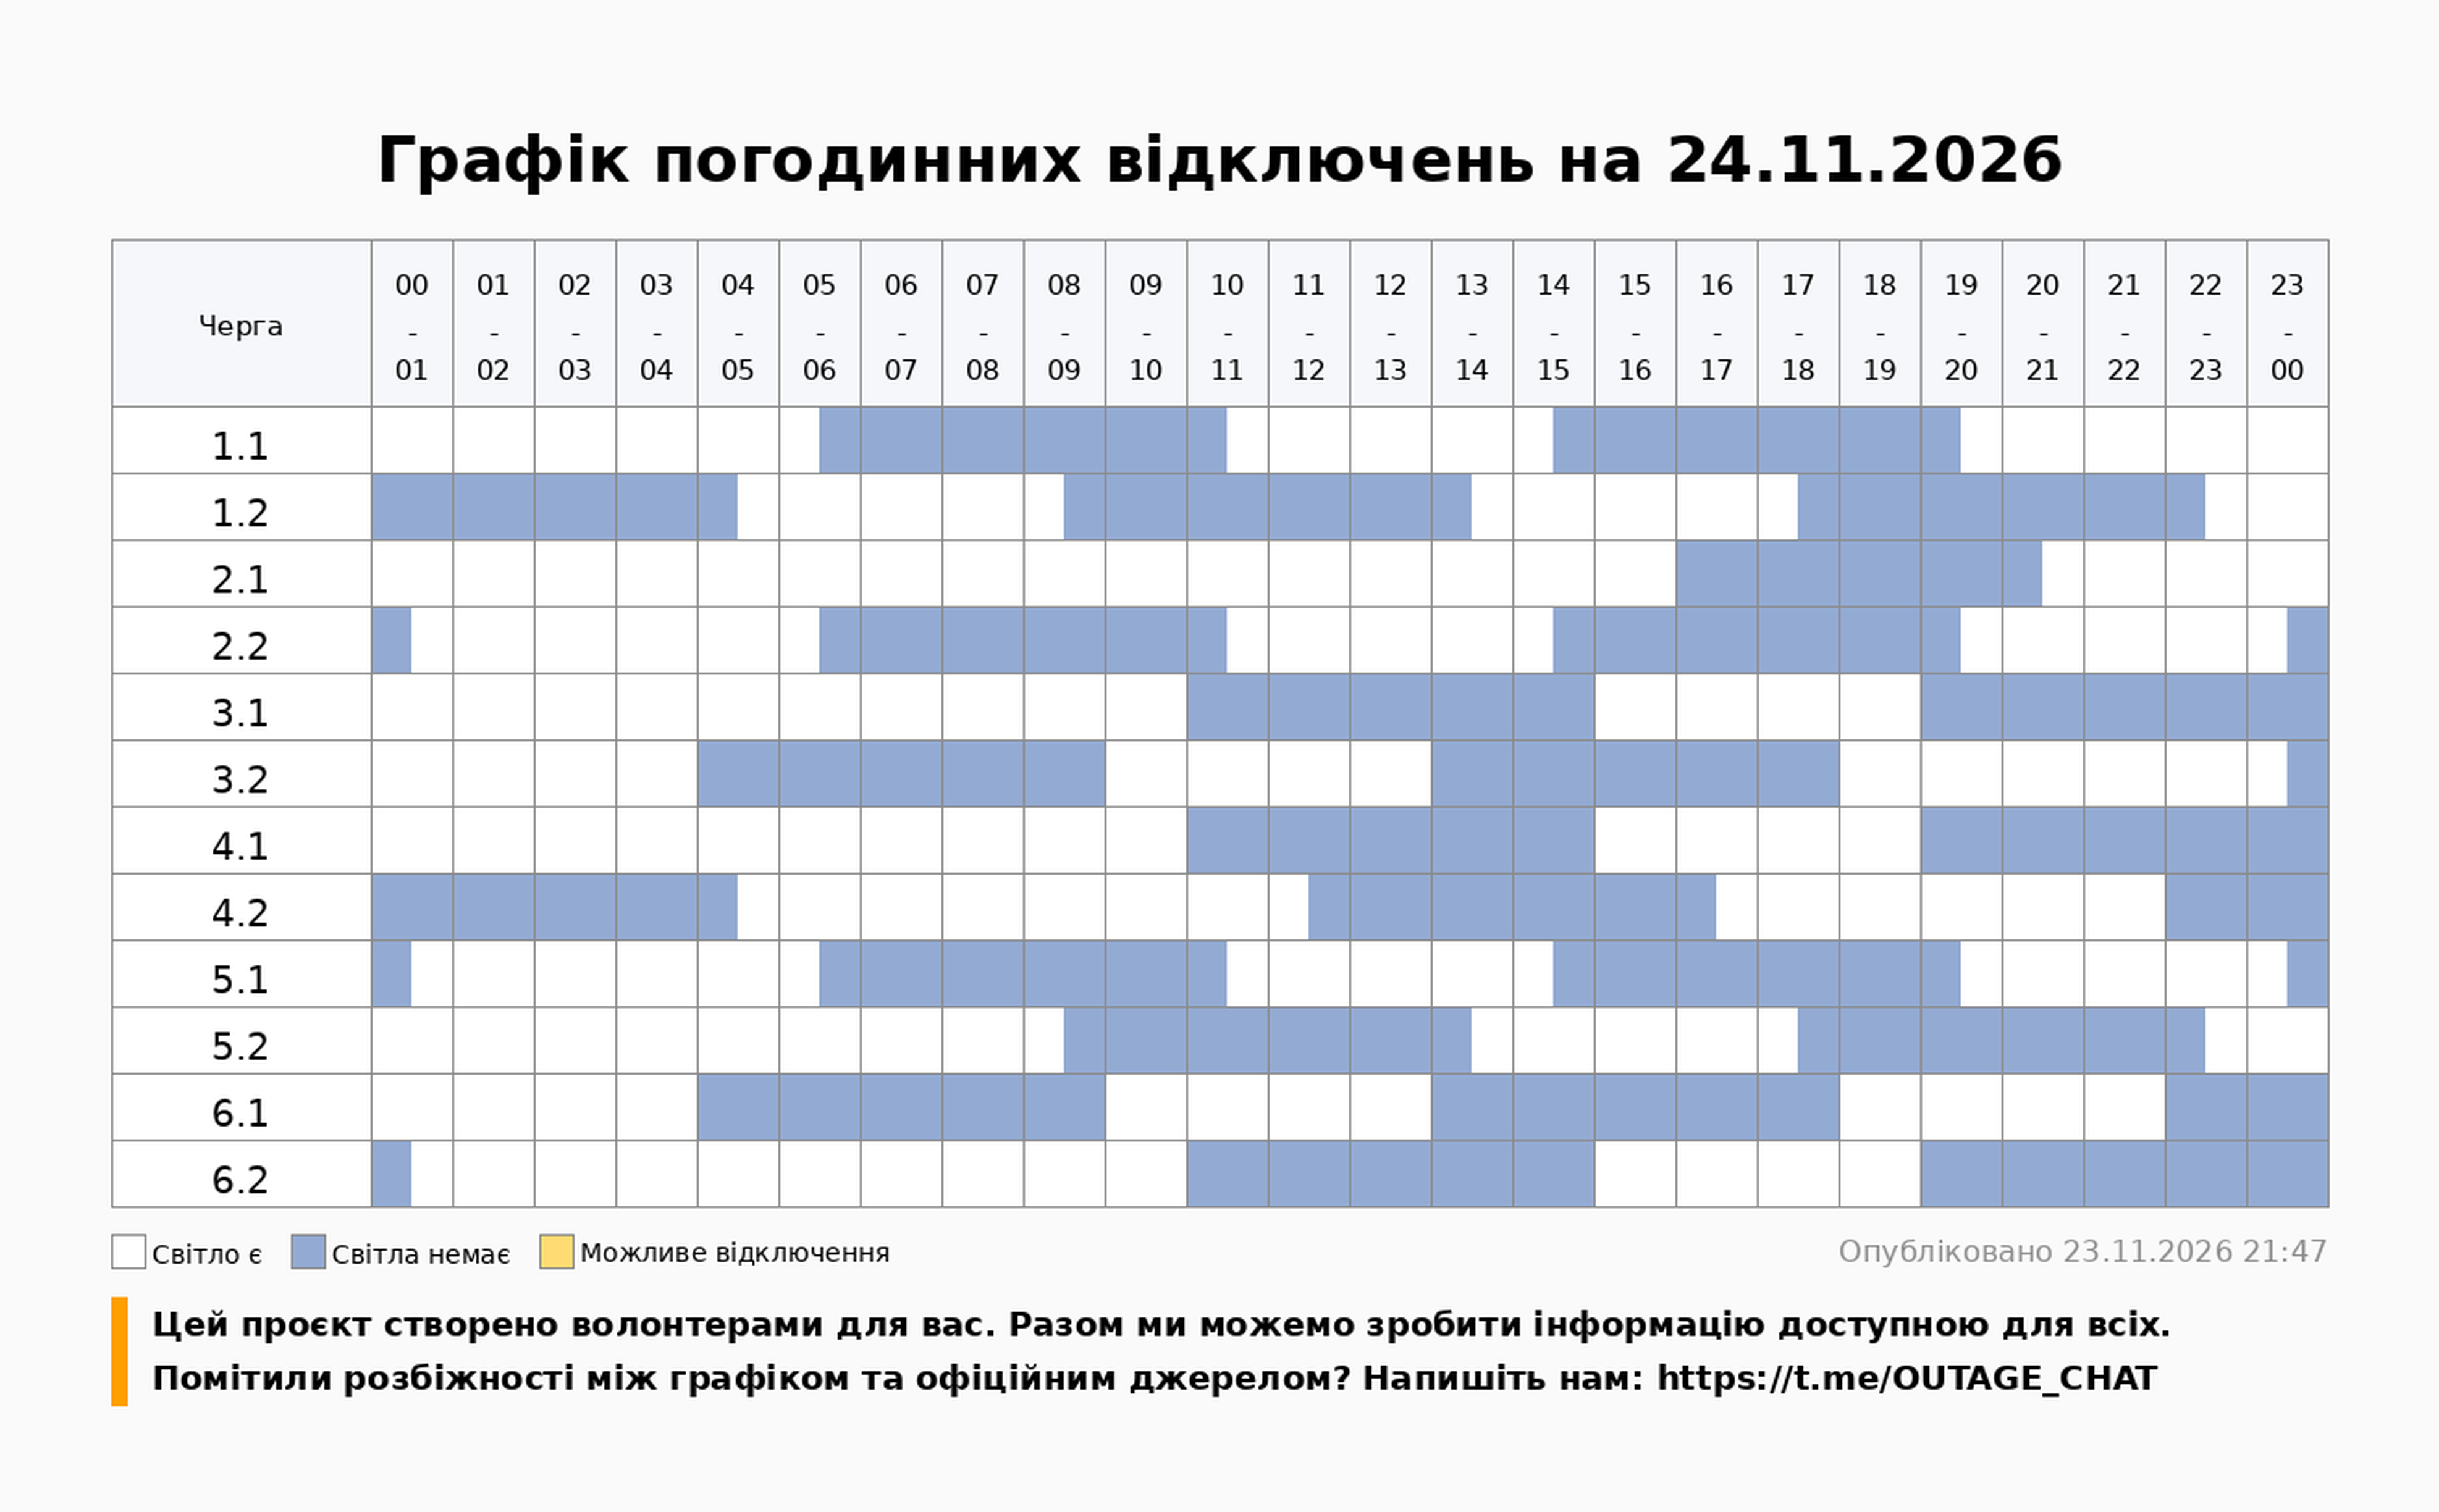 Графік погодинних відключень на 24.11.2026
Черга 00 - 01 01 - 02 02 - 03 03 - 04 04 - 05 05 - 06 06 - 07 07 - 08 08 - 09 09 - 10 10 - 11 11 - 12 12 - 13 13 - 14 14 - 15 15 - 16 16 - 17 17 - 18 18 - 19 19 - 20 20 - 21 21 - 22 22 - 23 23 - 00
1.1
1.2
2.1
2.2
3.1
3.2
4.1
4.2
5.1
5.2
6.1
6.2
Світло є Світла немає Можливе відключення Опубліковано 23.11.2026 21:47
Цей проєкт створено волонтерами для вас. Разом ми можемо зробити інформацію доступною для всіх.
Помітили розбіжності між графіком та офіційним джерелом? Напишіть нам: https://t.me/OUTAGE_CHAT